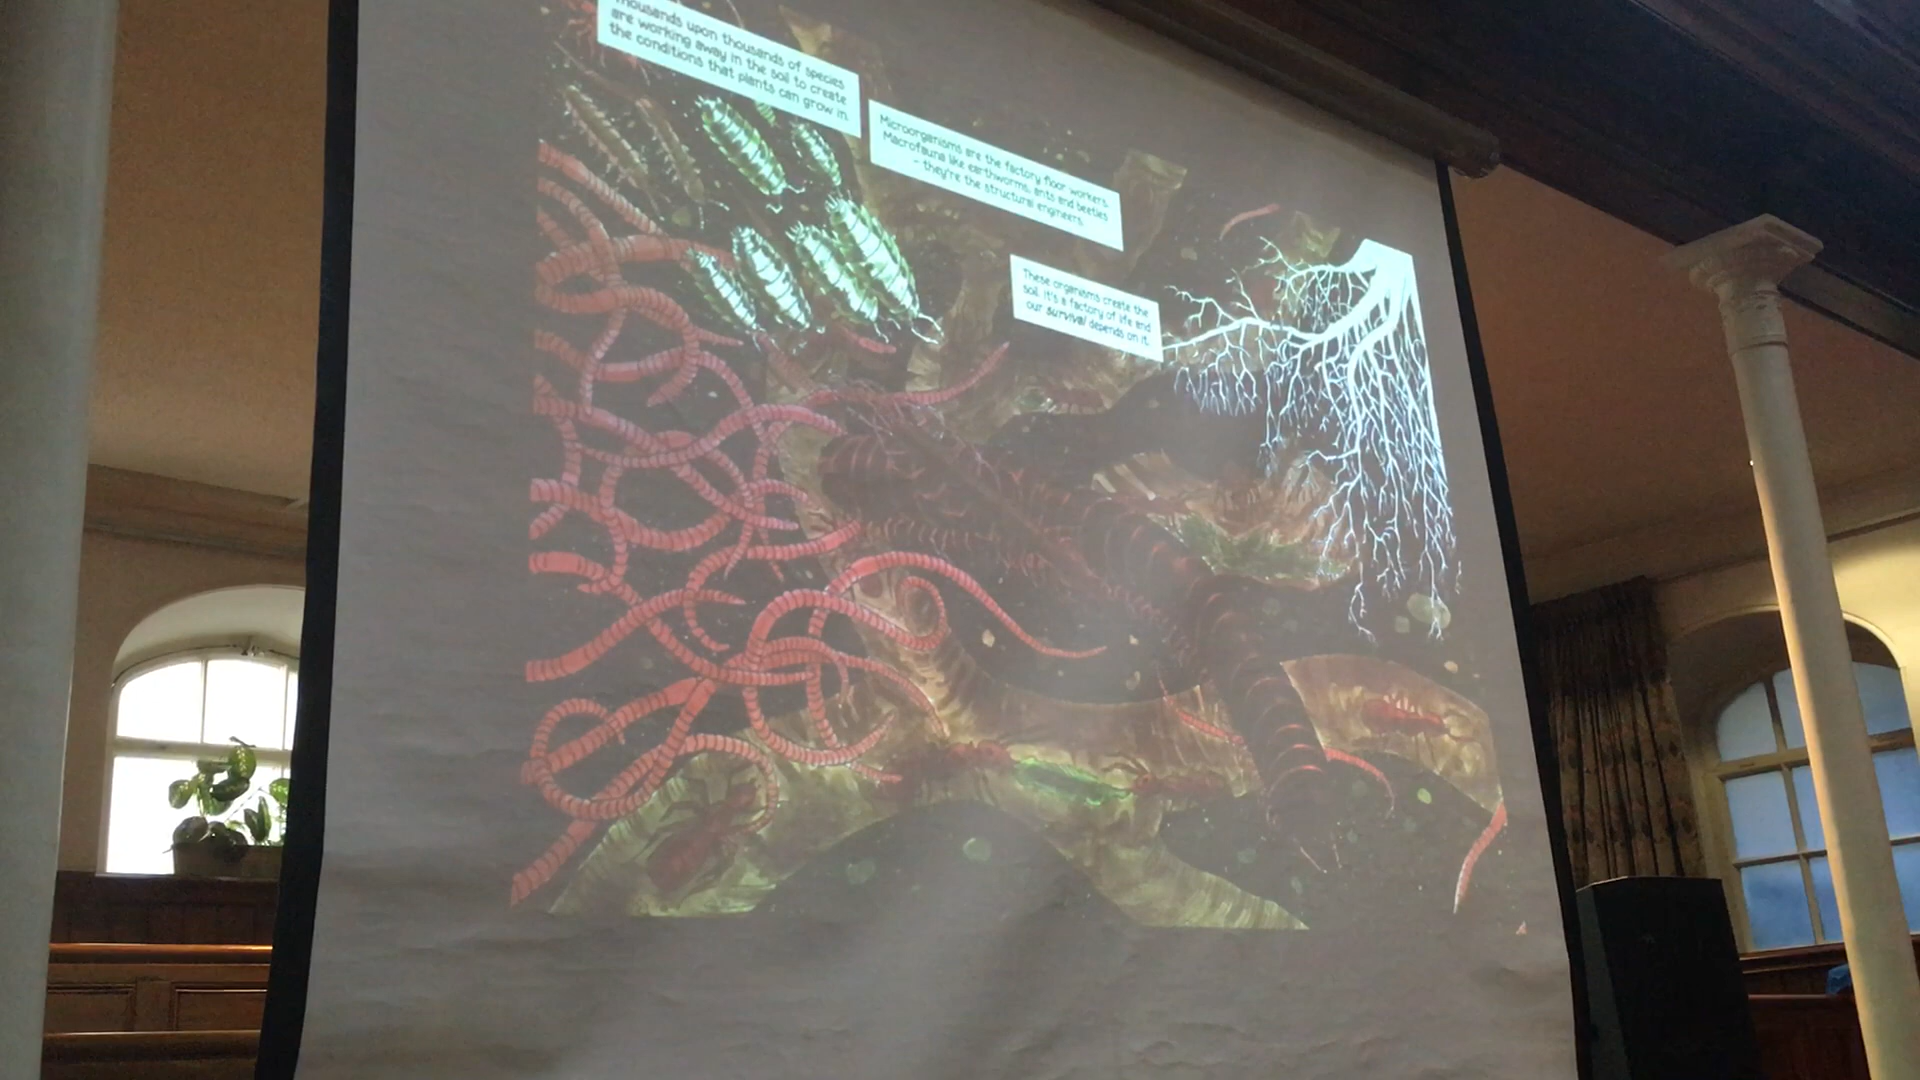 Thousands upon thousands of species
are working away in the soil to create
the conditions that plants can grow in.
Microorganisms are the factory floor workers.
Macrofauna like earthworms, ants and beetles
- they're the structural engineers.
These organisms create the
soil. It's a factory of life and
our survival depends on it.